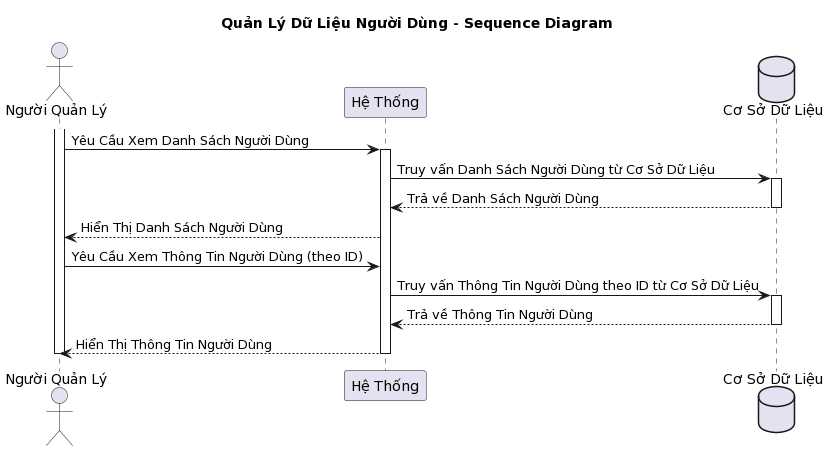 Quản Lý Dữ Liệu Người Dùng - Sequence Diagram
Người Quản Lý
Hệ Thống
Cơ Sở Dữ Liệu
Yêu Cầu Xem Danh Sách Người Dùng
Truy vấn Danh Sách Người Dùng từ Cơ Sở Dữ Liệu
Trả về Danh Sách Người Dùng
Hiển Thị Danh Sách Người Dùng
Yêu Cầu Xem Thông Tin Người Dùng (theo ID)
Truy vấn Thông Tin Người Dùng theo ID từ Cơ Sở Dữ Liệu
Trả về Thông Tin Người Dùng
Hiển Thị Thông Tin Người Dùng
Người Quản Lý
Hệ Thống
Cơ Sở Dữ Liệu